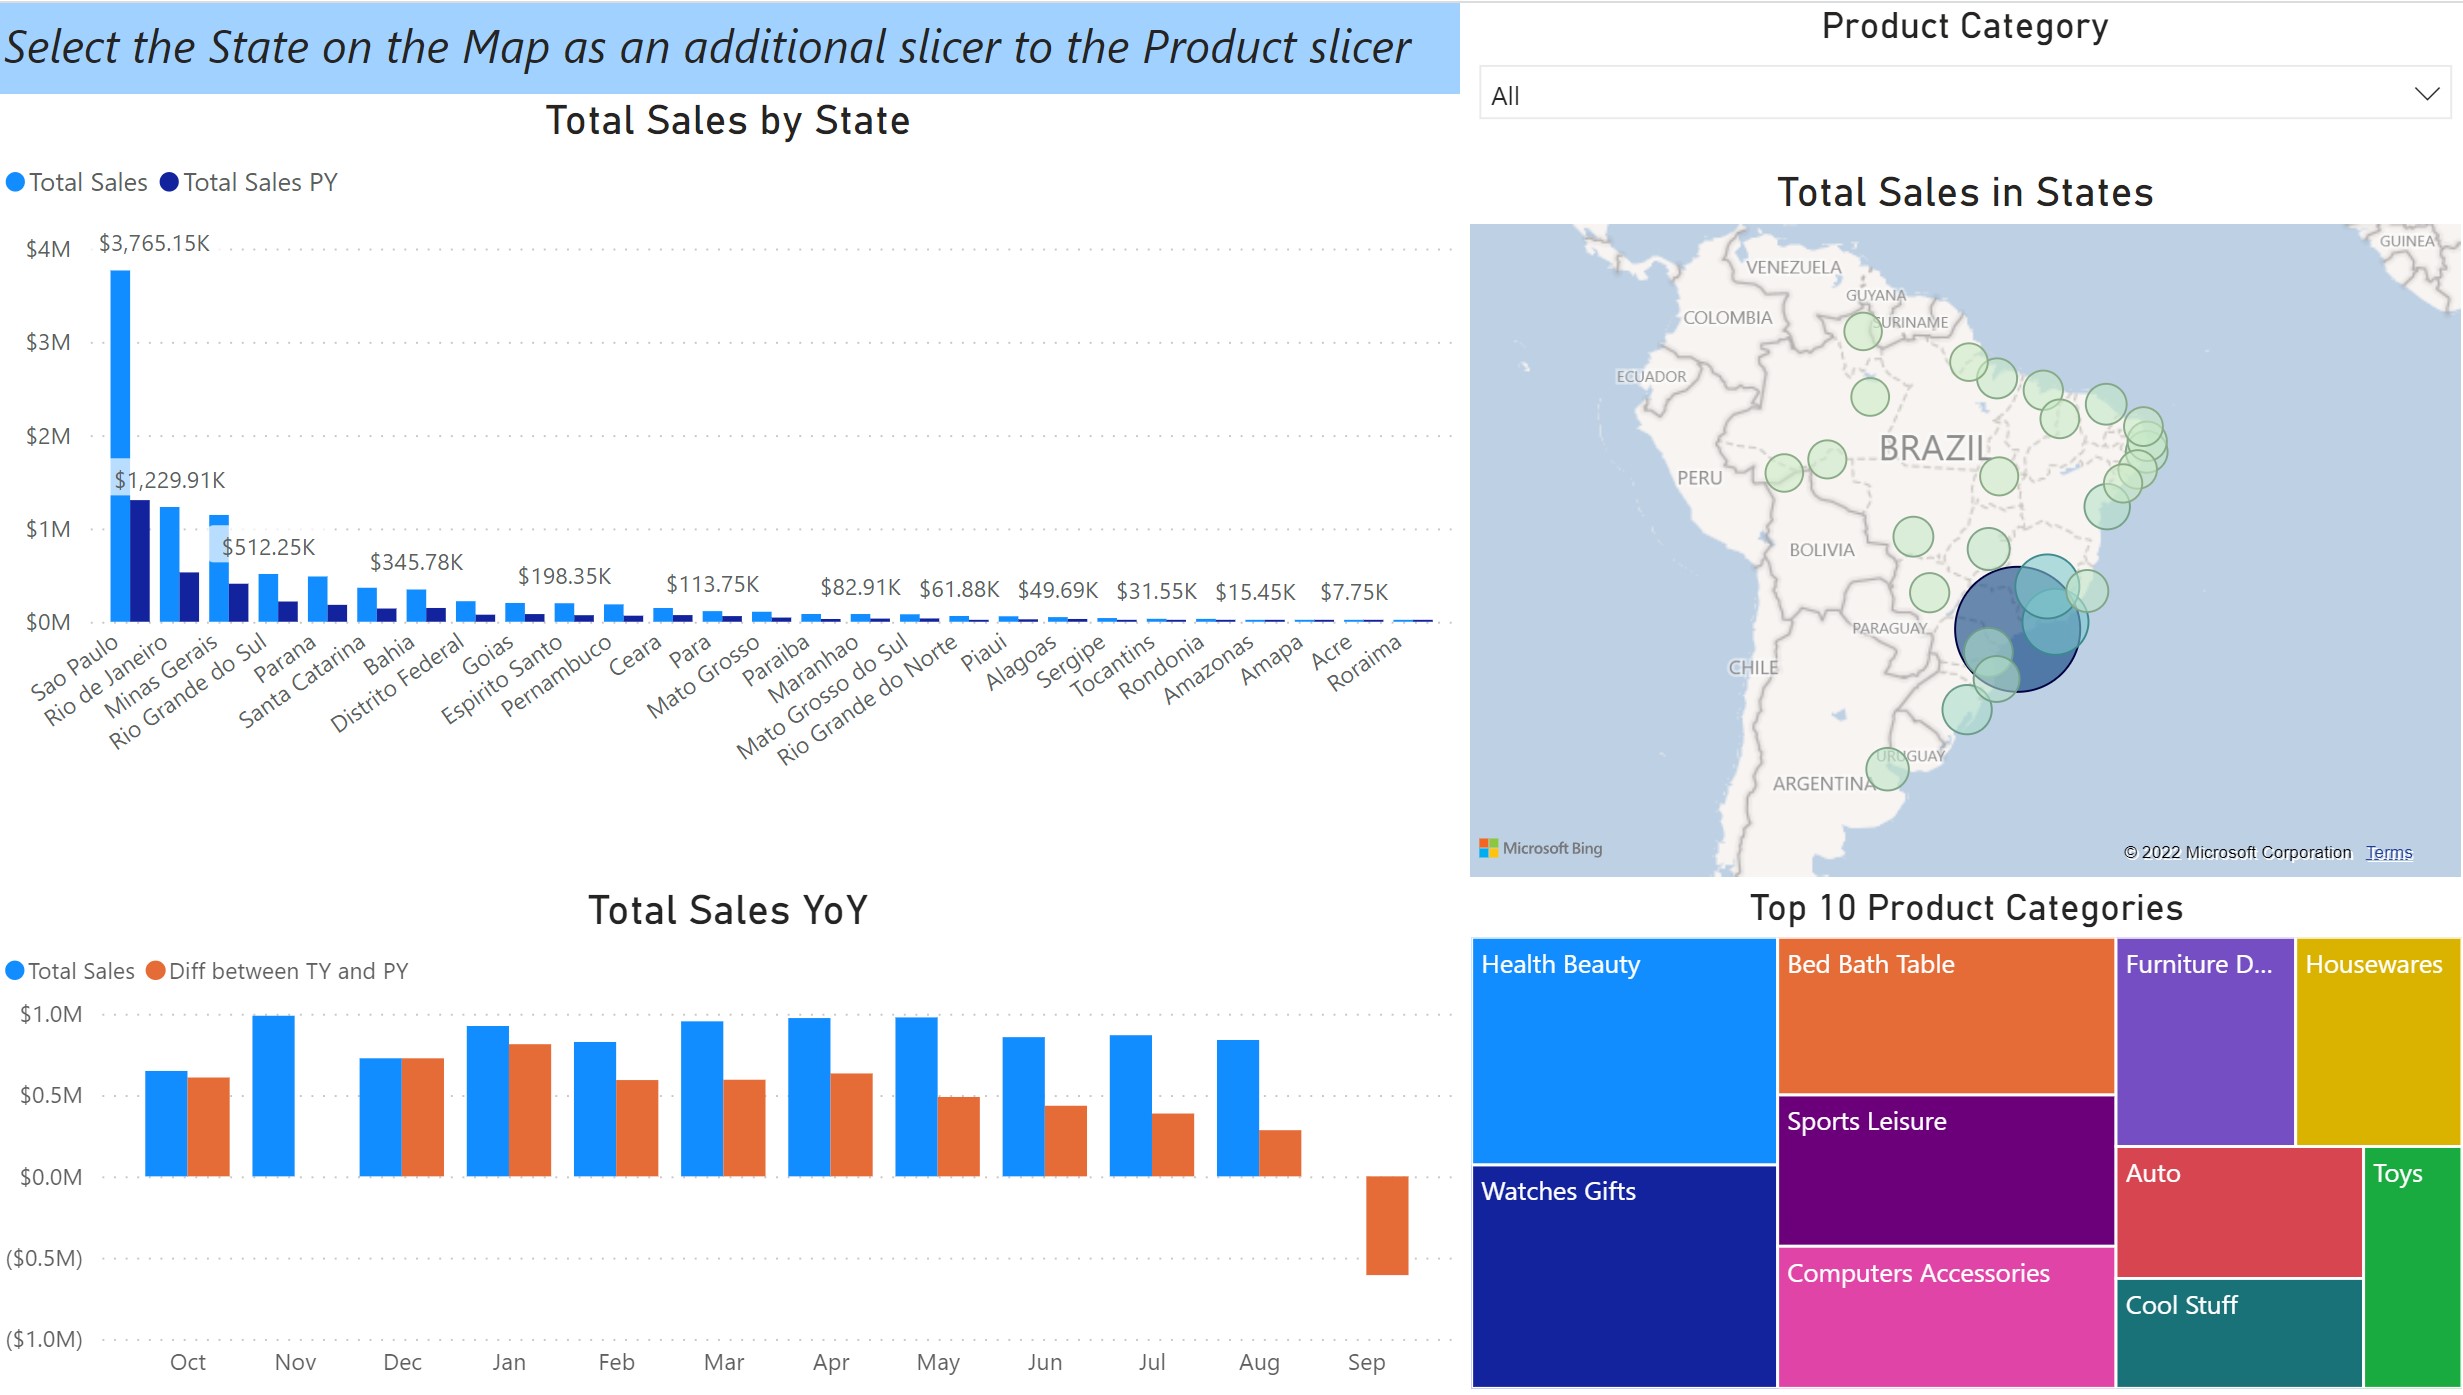 Select the State on the Map as an additional slicer to the Product slicer
Product Category
All
Total Sales by State
Total Sales
Total Sales PY
$4M
$3M
$2M
$1M
$0M
$3,765.15K
$1,229.91K
$512.25K
$345.78K
$198.35K
$113.75K
$82.91K
$61.88K
$49.69K
$31.55K
$15.45K
$7.75K
Sao Paulo
Rio de Janeiro
Minas Gerais
Rio Grande do Sul
Parana
Santa Catarina
Bahia
Distrito Federal
Goias
Espirito Santo
Pernambuco
Ceara
Para
Mato Grosso
Paraiba
Maranhao
Mato Grosso do Sul
Rio Grande do Norte
Piaui
Alagoas
Sergipe
Tocantins
Rondonia
Amazonas
Amapa
Acre
Roraima
Total Sales in States
GUINEA
VENEZUELA
GUYANA
SURINAME
COLOMBIA
ECUADOR
BRAZIL
PERU
BOLIVIA
PARAGUAY
CHILE
URUGUAY
ARGENTINA
Microsoft Bing
© 2022 Microsoft Corporation Terms
Total Sales YoY
Total Sales
Diff between TY and PY
$1.0M
$0.5M
$0.0M
($0.5M)
($1.0M)
Oct
Nov
Dec
Jan
Feb
Mar
Apr
May
Jun
Jul
Aug
Sep
Top 10 Product Categories
Health Beauty
Watches Gifts
Bed Bath Table
Sports Leisure
Computers Accessories
Furniture D...
Housewares
Auto
Cool Stuff
Toys